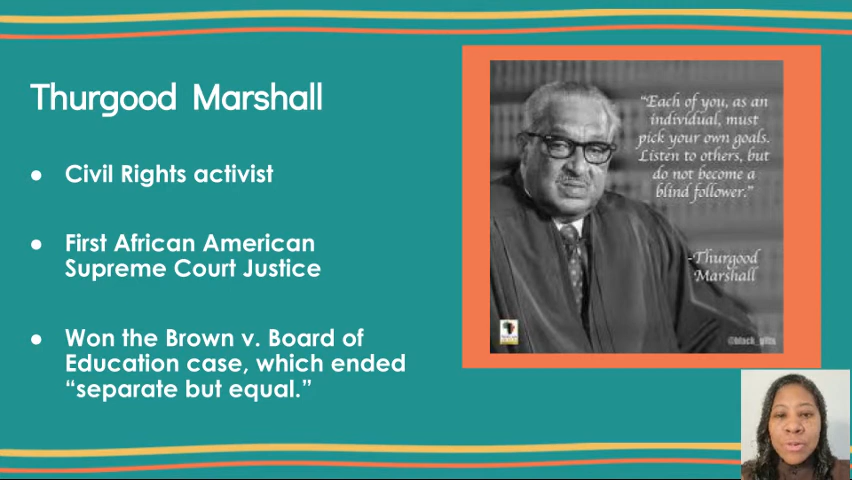 Thurgood Marshall
● Civil Rights activist
● First African American
Supreme Court Justice
● Won the Brown v. Board of
Education case, which ended
“separate but equal.”
“Each of you, as an
individual, must
pick your own goals.
Listen to others, but
do not become a
blind follower.”
-Thurgood
Marshall